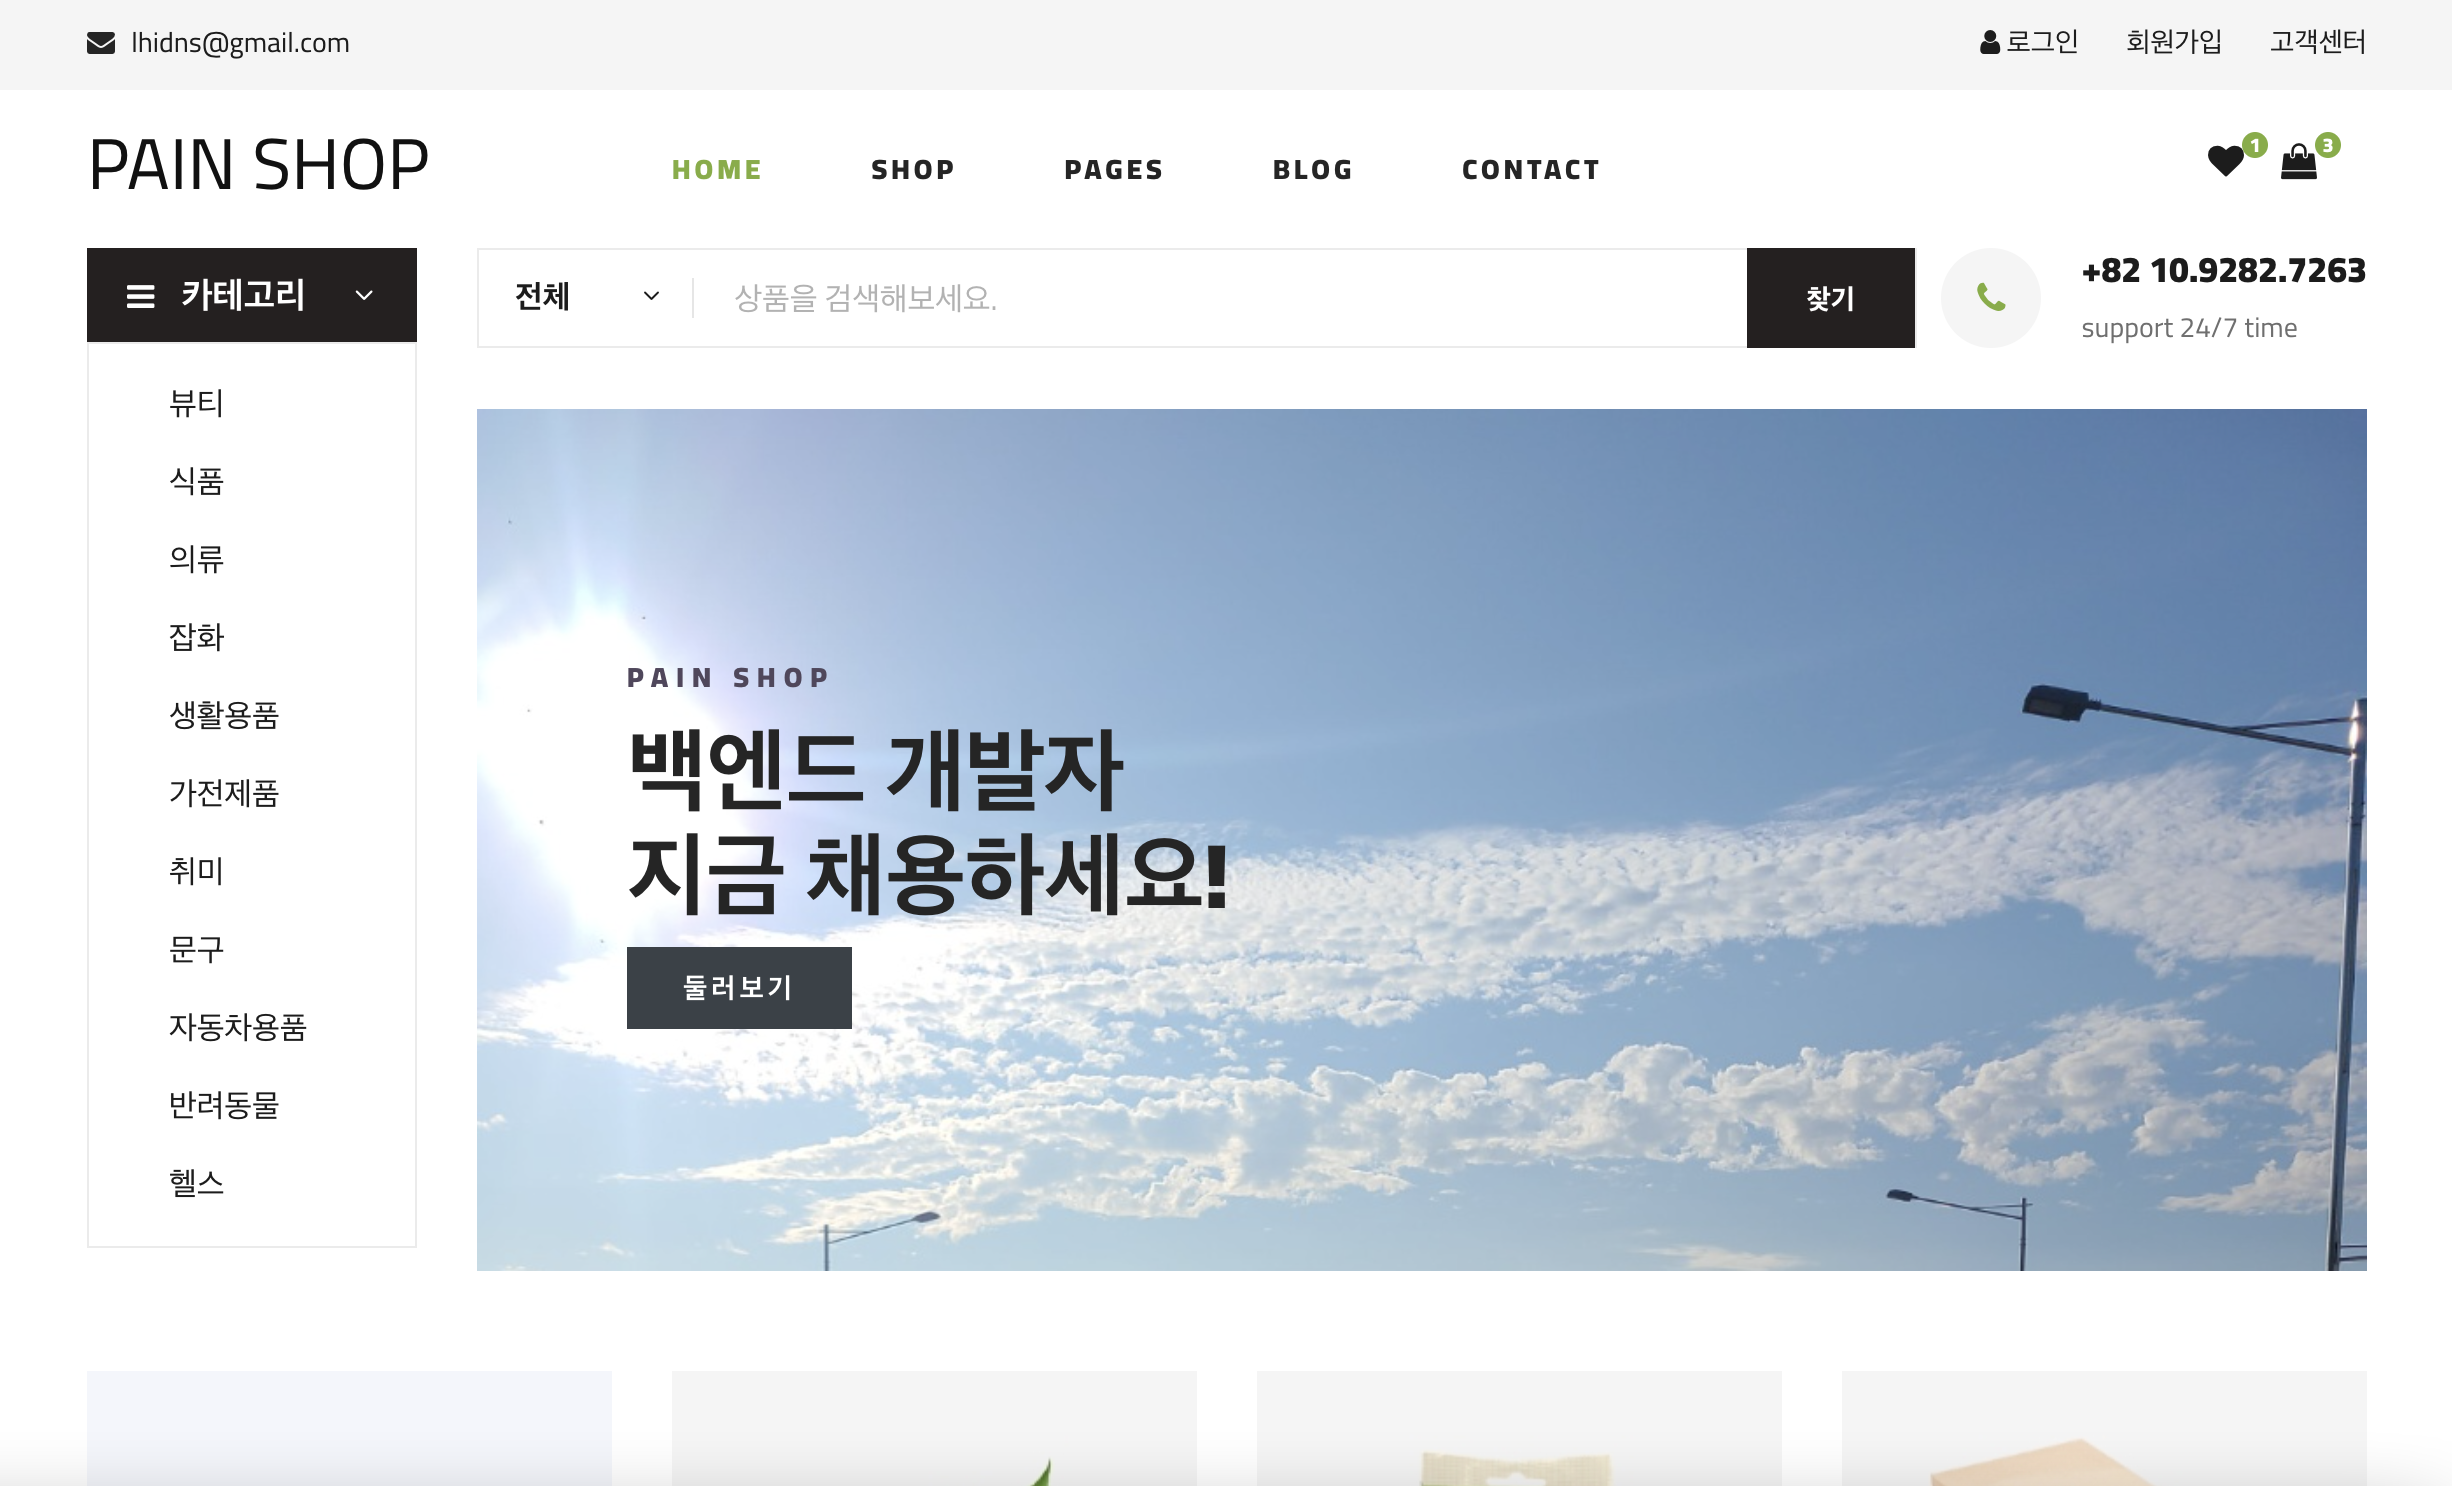 lhidns@gmail.com
로그인 회원가입 고객센터
PAIN SHOP
HOME SHOP PAGES BLOG CONTACT
1 3
카테고리
전체 상품을 검색해보세요. 찾기
+82 10.9282.7263
support 24/7 time
뷰티
식품
의류
잡화
생활용품
가전제품
취미
문구
자동차용품
반려동물
헬스
PAIN SHOP
백엔드 개발자
지금 채용하세요!
둘러보기